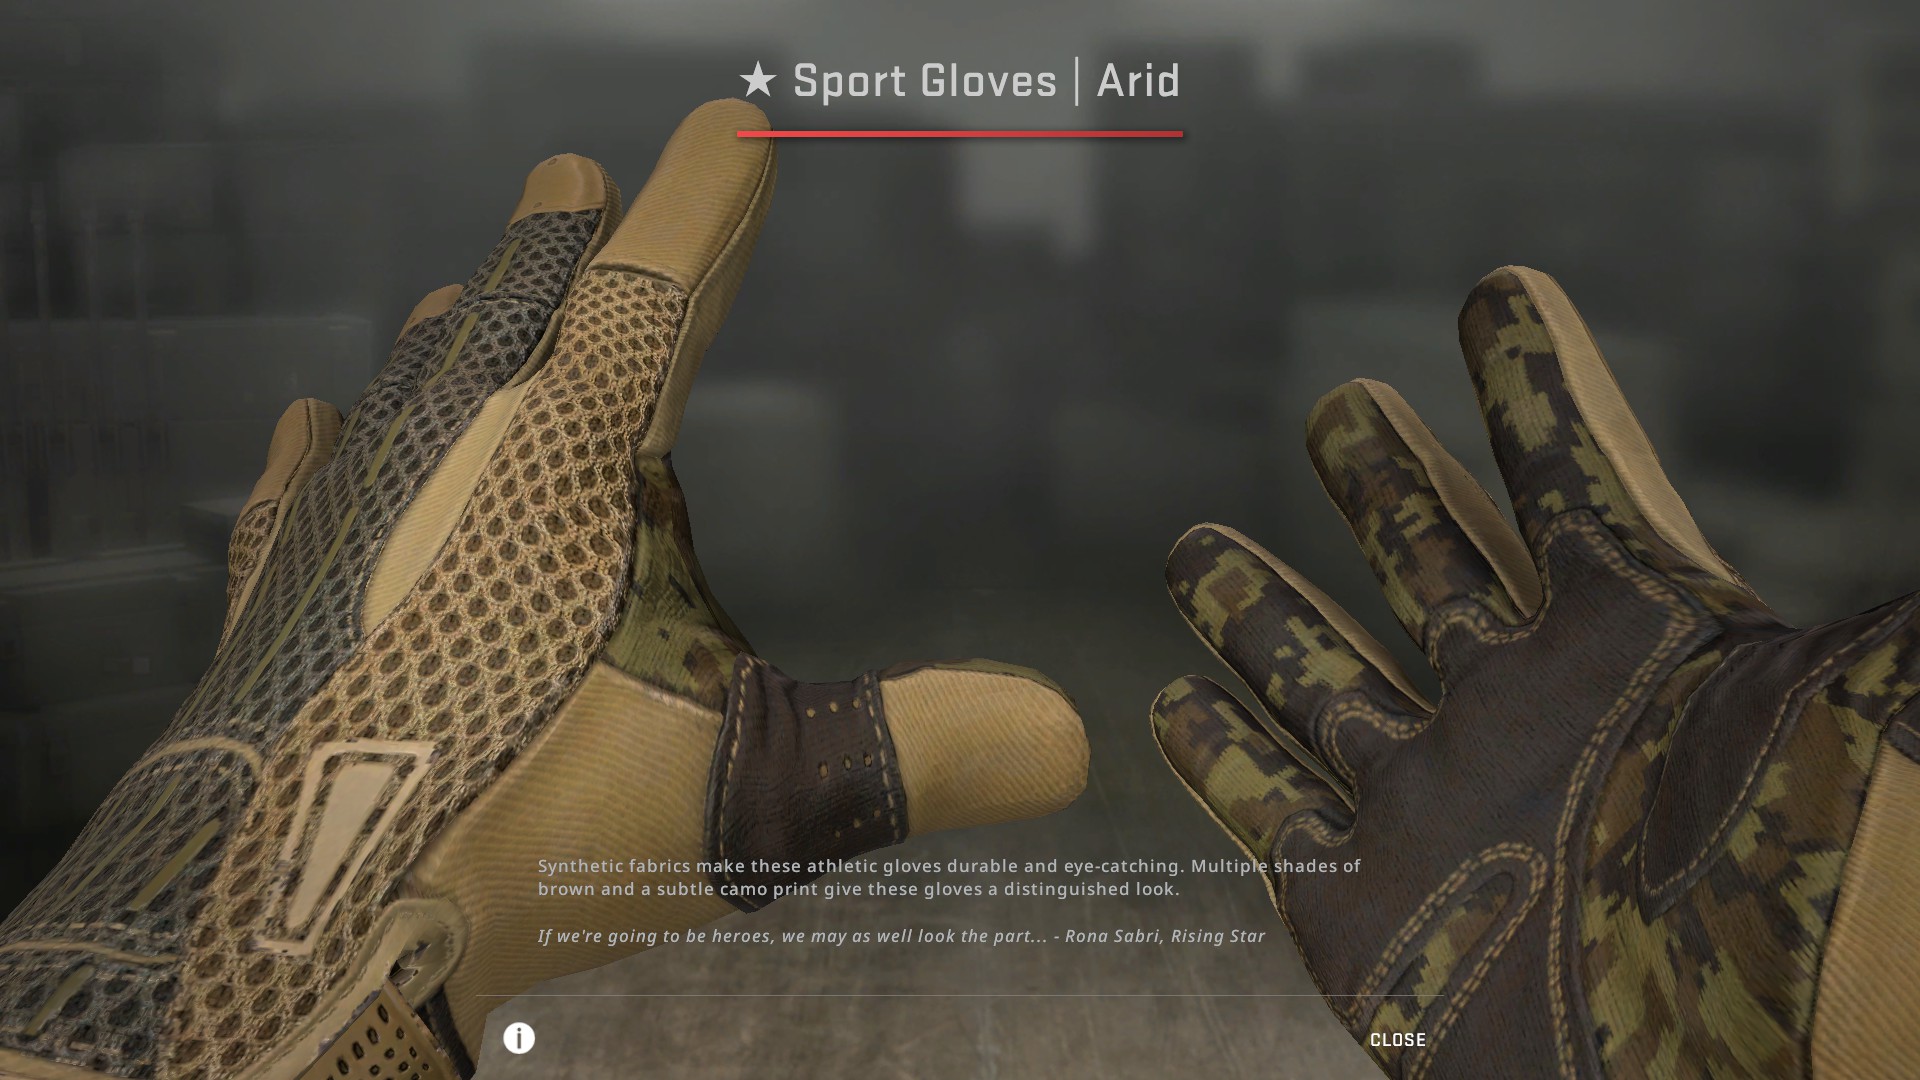 ★ Sport Gloves | Arid
Synthetic fabrics make these athletic gloves durable and eye-catching. Multiple shades of
brown and a subtle camo print give these gloves a distinguished look.
If we're going to be heroes, we may as well look the part... - Rona Sabri, Rising Star
i
CLOSE